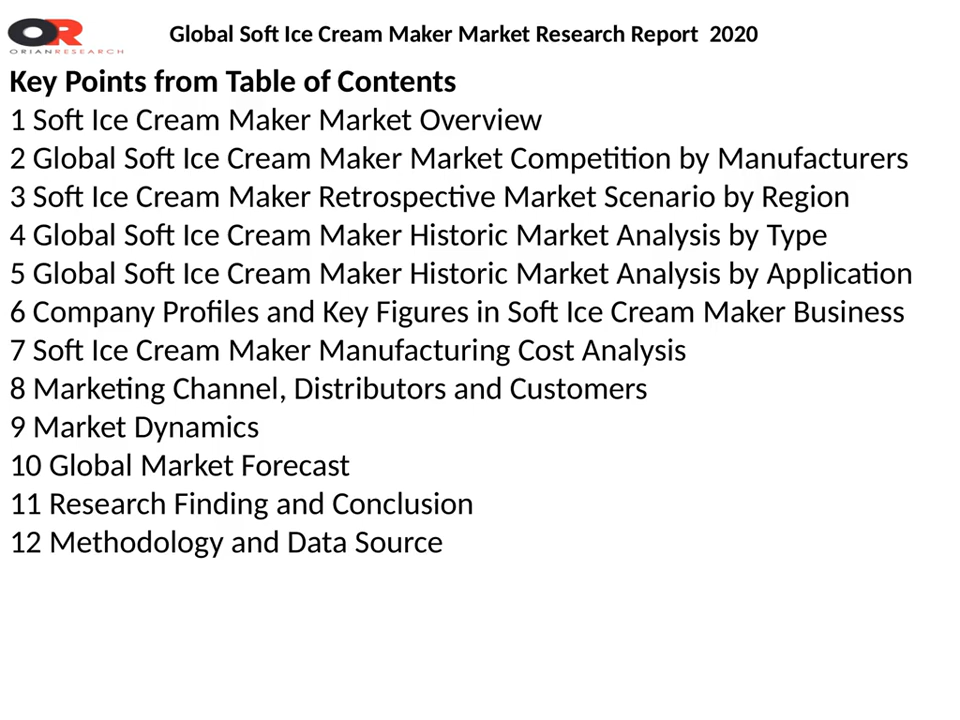 OR
ORIANRESEARCH
Global Soft Ice Cream Maker Market Research Report  2020
Key Points from Table of Contents
1 Soft Ice Cream Maker Market Overview
2 Global Soft Ice Cream Maker Market Competition by Manufacturers
3 Soft Ice Cream Maker Retrospective Market Scenario by Region
4 Global Soft Ice Cream Maker Historic Market Analysis by Type
5 Global Soft Ice Cream Maker Historic Market Analysis by Application
6 Company Profiles and Key Figures in Soft Ice Cream Maker Business
7 Soft Ice Cream Maker Manufacturing Cost Analysis
8 Marketing Channel, Distributors and Customers
9 Market Dynamics
10 Global Market Forecast
11 Research Finding and Conclusion
12 Methodology and Data Source